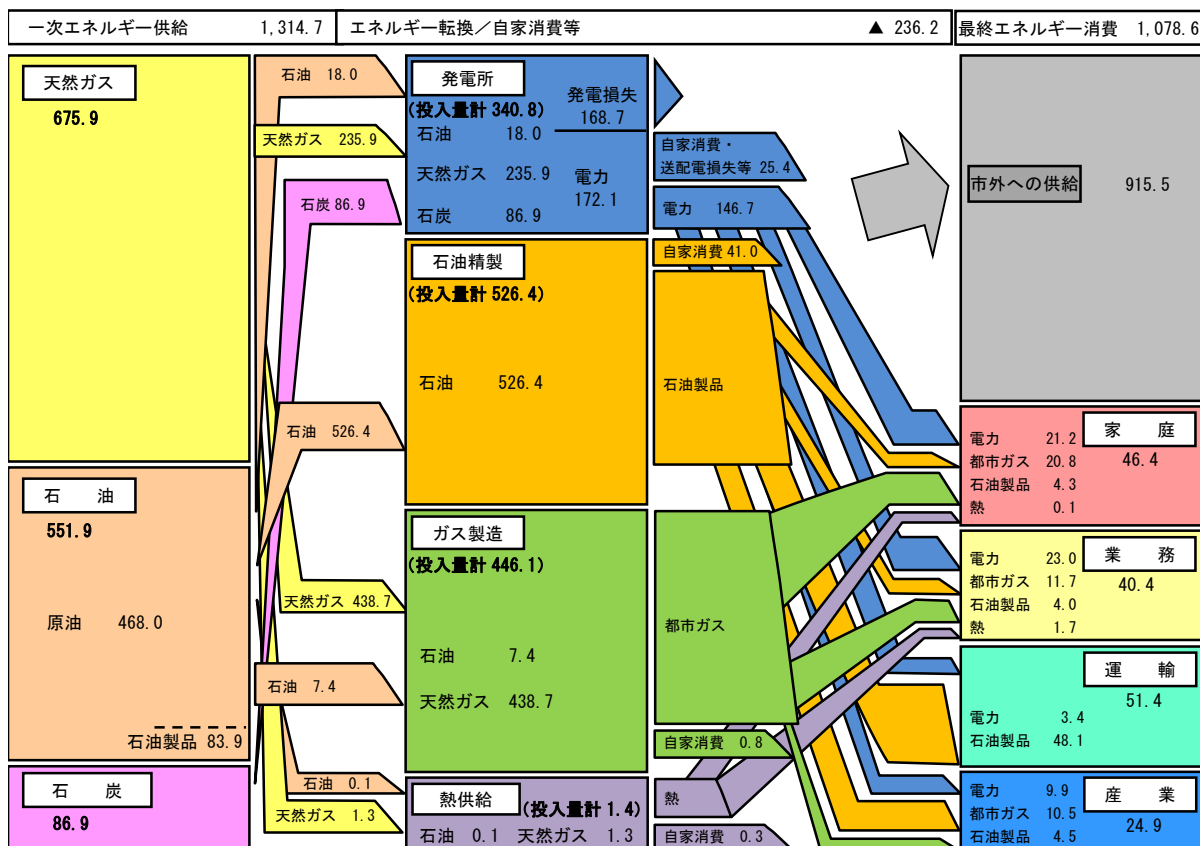 一次エネルギー供給 1,314.7
エネルギー転換／自家消費等 ▲ 236.2
最終エネルギー消費 1,078.6
天然ガス
675.9
石油
551.9
原油 468.0
石油製品 83.9
石炭
86.9
石油 18.0
天然ガス 235.9
石炭 86.9
石油 526.4
天然ガス 438.7
石油 7.4
石油 0.1
天然ガス 1.3
発電所
(投入量計 340.8)
石油 18.0
天然ガス 235.9
石炭 86.9
発電損失
168.7
電力
172.1
石油精製
(投入量計 526.4)
石油 526.4
ガス製造
(投入量計 446.1)
石油 7.4
天然ガス 438.7
熱供給
(投入量計 1.4)
石油 0.1 天然ガス 1.3
自家消費・
送配電損失等 25.4
電力 146.7
自家消費 41.0
石油製品
都市ガス
自家消費 0.8
熱
自家消費 0.3
市外への供給 915.5
家庭
46.4
電力 21.2
都市ガス 20.8
石油製品 4.3
熱 0.1
業務
40.4
電力 23.0
都市ガス 11.7
石油製品 4.0
熱 1.7
運輸
51.4
電力 3.4
石油製品 48.1
産業
24.9
電力 9.9
都市ガス 10.5
石油製品 4.5